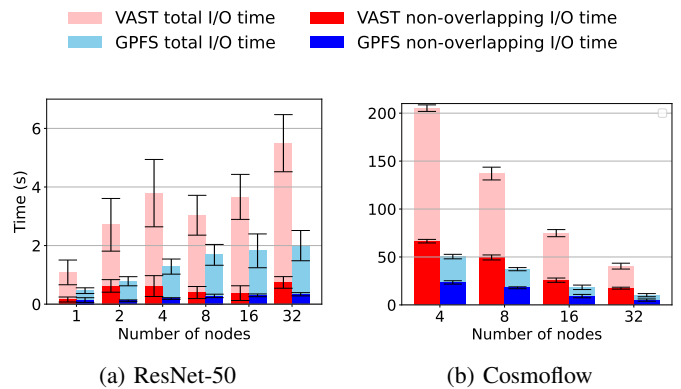 VAST total I/O time VAST non-overlapping I/O time
GPFS total I/O time GPFS non-overlapping I/O time
Time (s)
6
4
2
0
1 2 4 8 16 32
Number of nodes
(a) ResNet-50
200
150
100
50
0
4 8 16 32
Number of nodes
(b) Cosmoflow